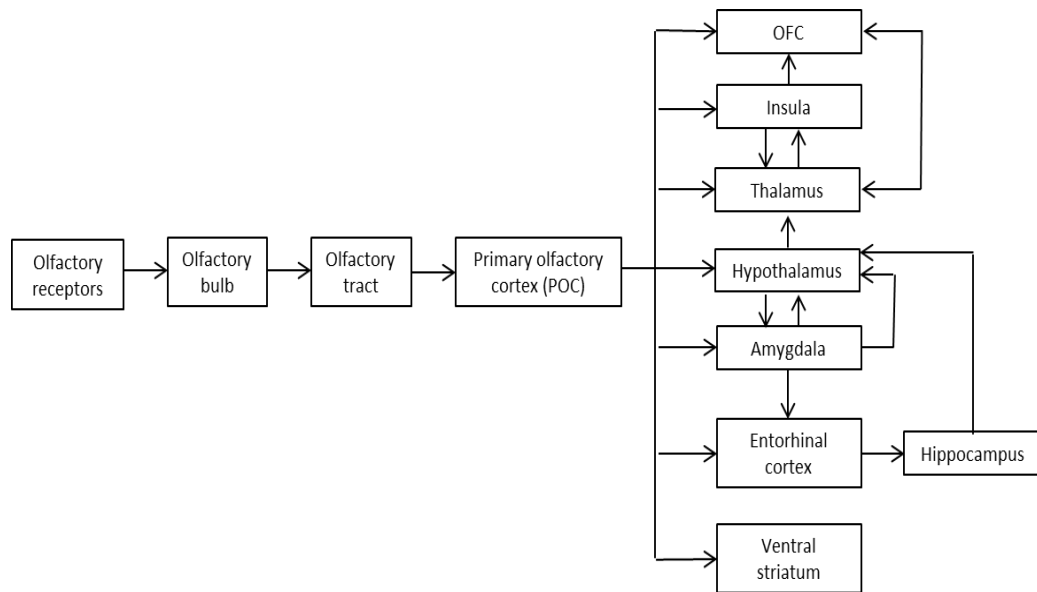 OFC
Insula
Thalamus
Olfactory
receptors
Olfactory
bulb
Olfactory
tract
Primary olfactory
cortex (POC)
Hypothalamus
Amygdala
Entorhinal
cortex
Hippocampus
Ventral
striatum